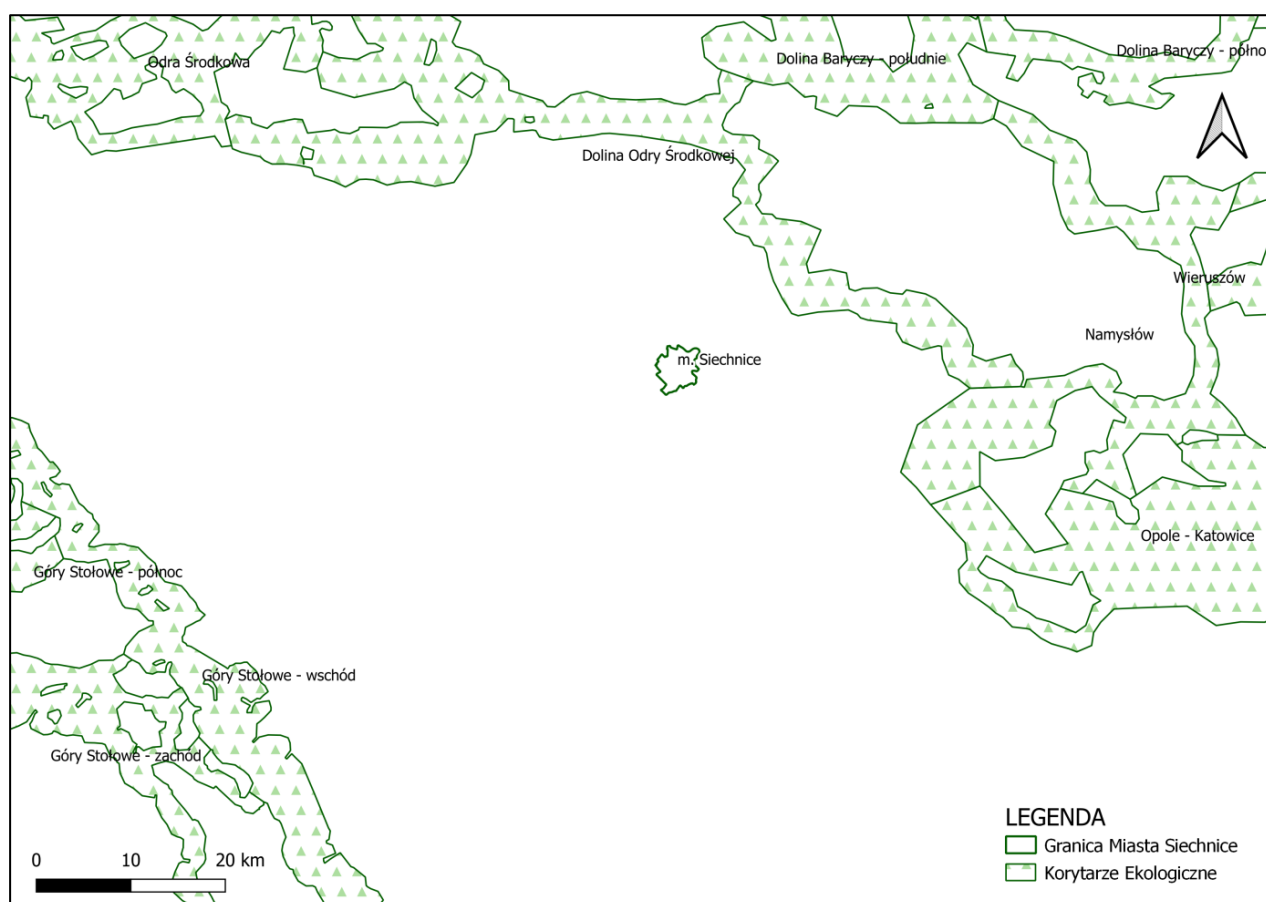 Dolina Baryczy - półno
Odra Środkowa
Dolina Baryczy - południe
Dolina Odry Środkowej
Wieruszów
Namysłów
m. Siechnice
Opole - Katowice
Góry Stołowe - północ
Góry Stołowe - wschód
Góry Stołowe - zachód
LEGENDA
Granica Miasta Siechnice
Korytarze Ekologiczne
0 10 20 km